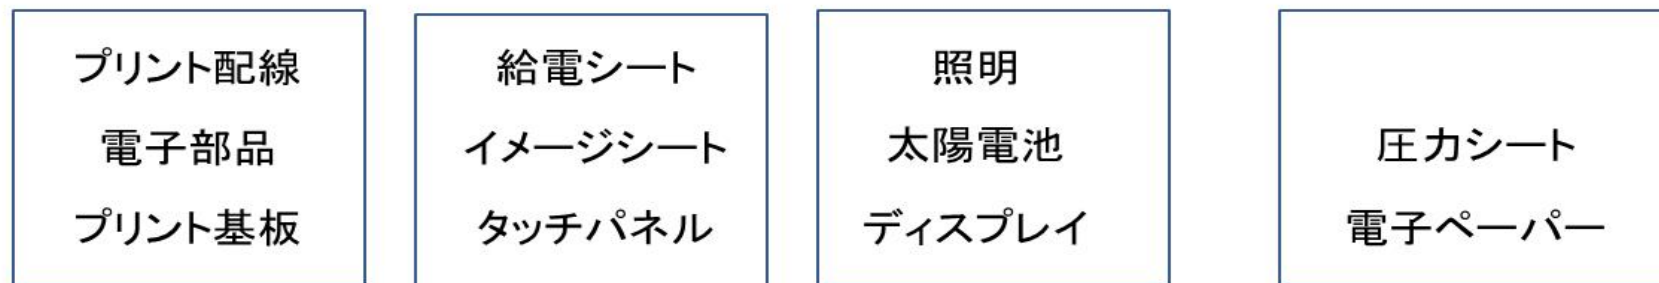 プリント配線
電子部品
プリント基板
給電シート
イメージシート
タッチパネル
照明
太陽電池
ディスプレイ
圧力シート
電子ペーパー